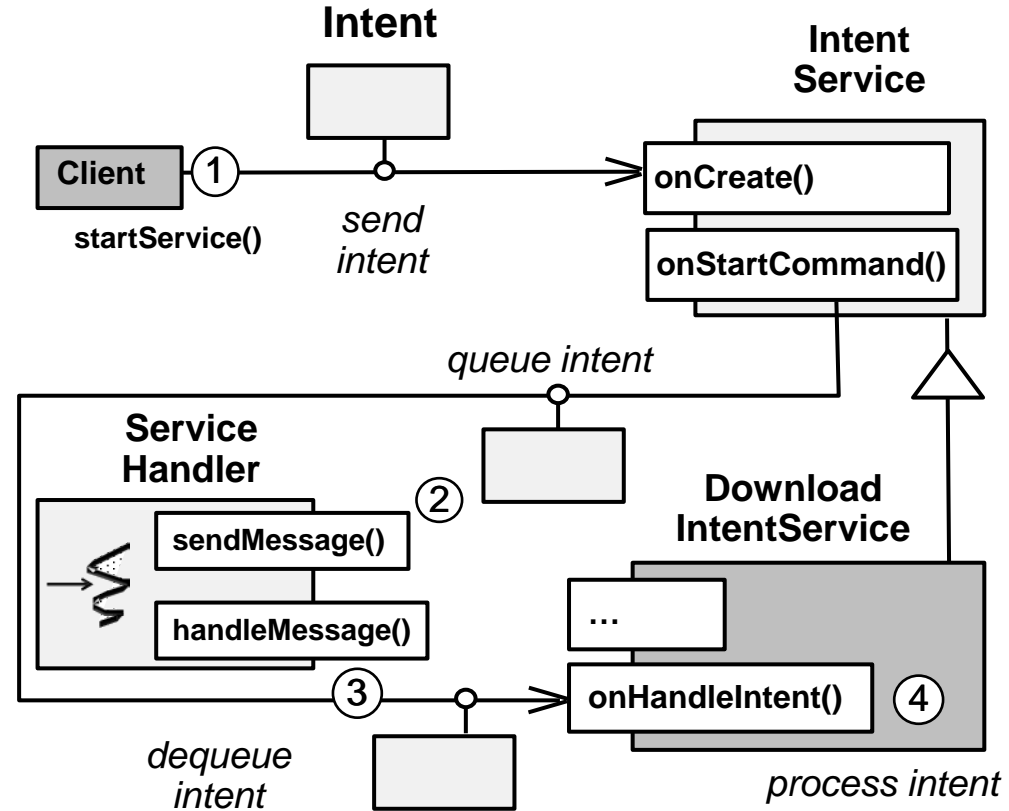 Intent
Intent
Service
Client
1
onCreate()
startService()
send
intent
onStartCommand()
queue intent
Service
Handler
2
Download
IntentService
sendMessage()
...
handleMessage()
3
onHandleIntent()
4
dequeue
intent
process intent